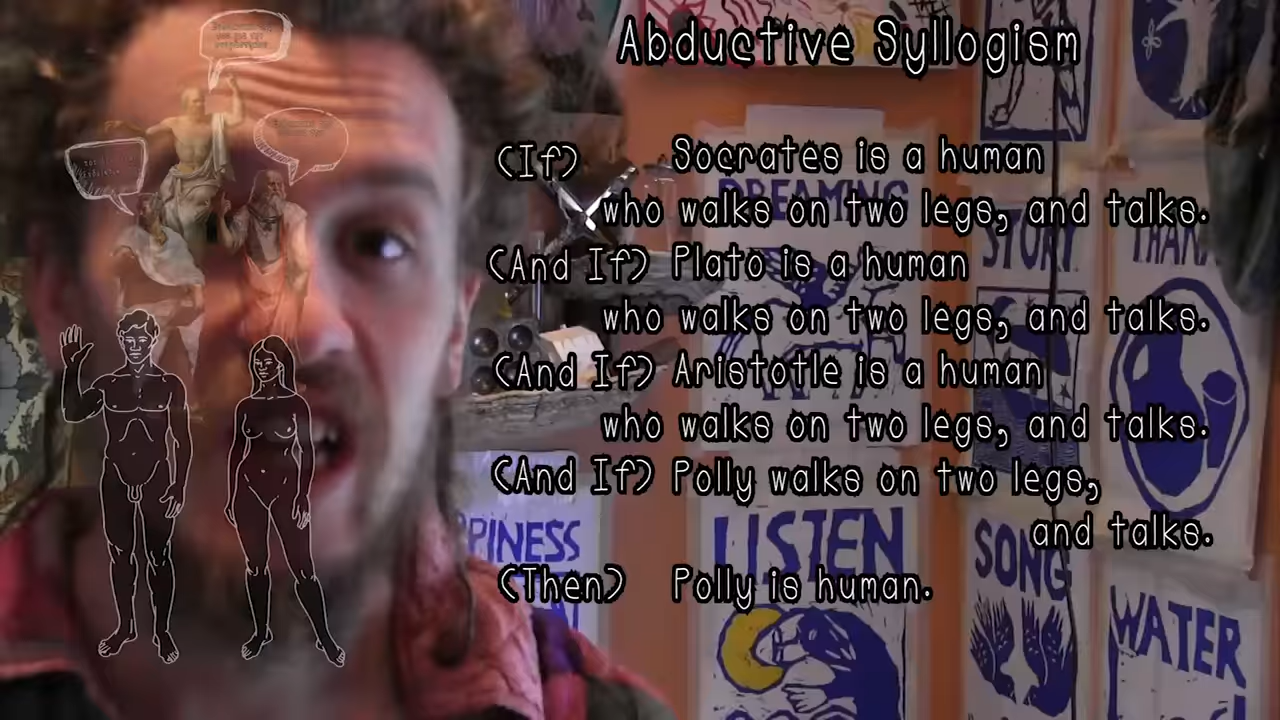 Abductive Syllogism
(If) Socrates is a human
who walks on two legs, and talks.
(And If) Plato is a human
who walks on two legs, and talks.
(And If) Aristotle is a human
who walks on two legs, and talks.
(And If) Polly walks on two legs,
and talks.
(Then) Polly is human.
DREAMING
STORY
PINESS
LISTEN
SONG
WATER